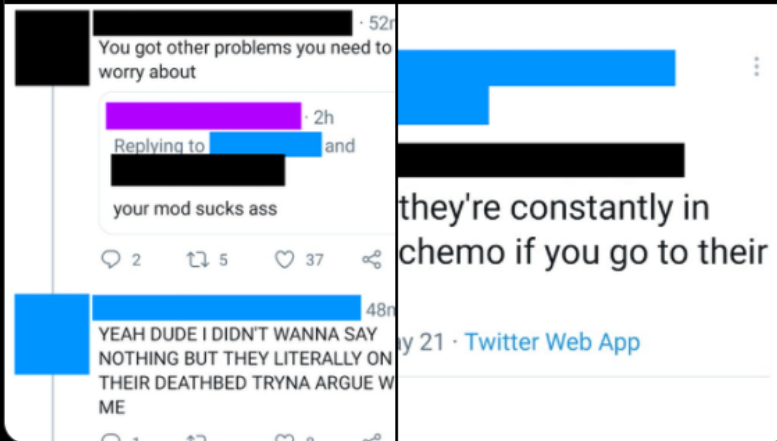 · 52
You got other problems you need to
worry about
· 2h
Replying to and
your mod sucks ass
2 5 37
48
YEAH DUDE I DIDN'T WANNA SAY
NOTHING BUT THEY LITERALLY ON
THEIR DEATHBED TRYNA ARGUE W
ME
they're constantly in
chemo if you go to their
21 · Twitter Web App